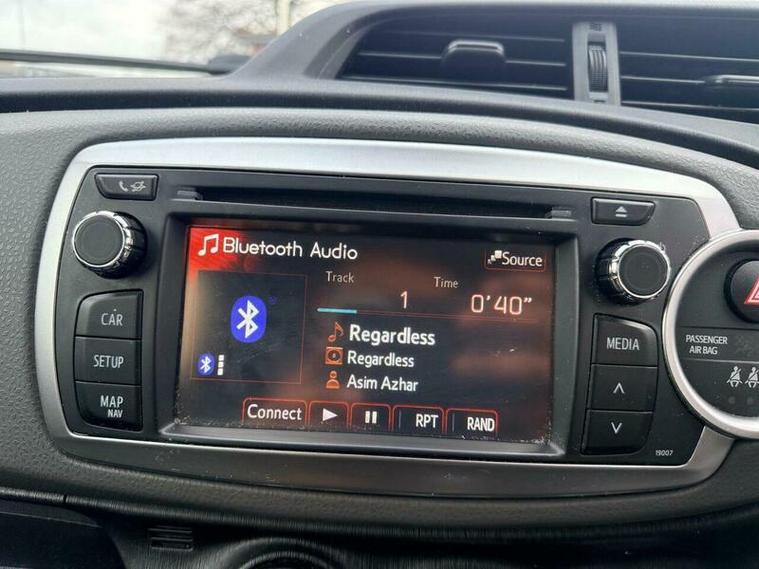 Bluetooth Audio
Source
Track
Time
1
0'40"
Regardless
Regardless
Asim Azhar
Connect
RPT
RAND
CAR
SETUP
MAP
NAV
MEDIA
19007
PASSENGER
AIR BAG